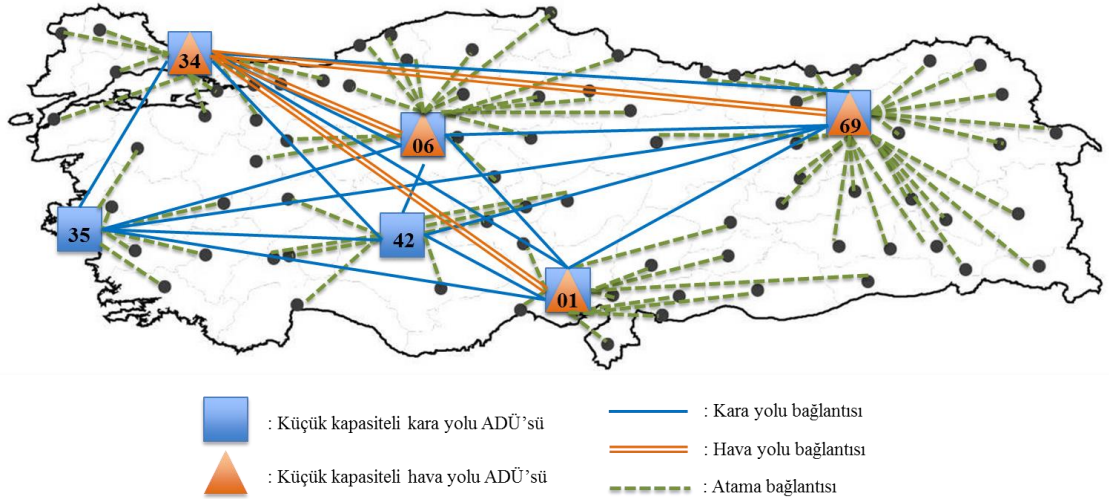 34
06
69
35
42
01
: Küçük kapasiteli kara yolu ADÜ’sü
: Kara yolu bağlantısı
: Hava yolu bağlantısı
: Küçük kapasiteli hava yolu ADÜ’sü
: Atama bağlantısı